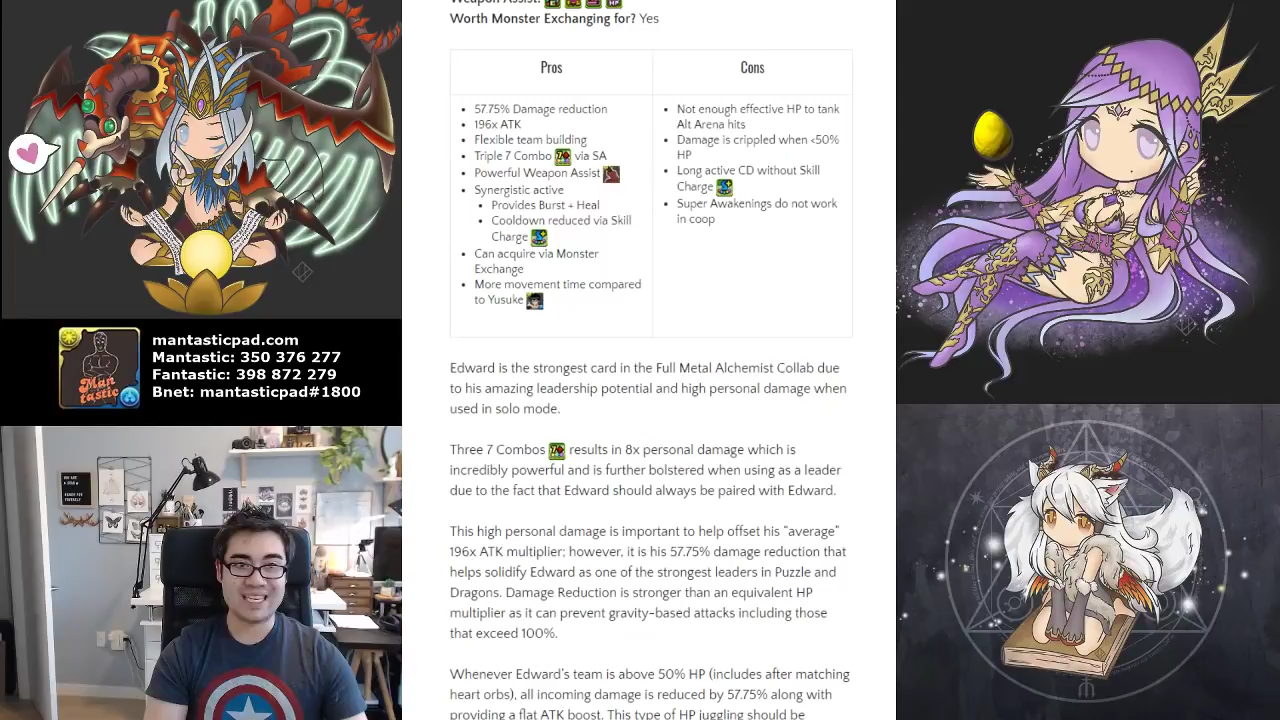 Weapon Assist:
Worth Monster Exchanging for? Yes
Pros
Cons
57.75% Damage reduction
196x ATK
Flexible team building
Triple 7 Combo via SA
Powerful Weapon Assist
Synergistic active
Provides Burst + Heal
Cooldown reduced via Skill
Charge
Can acquire via Monster
Exchange
More movement time compared
to Yusuke
Not enough effective HP to tank
Alt Arena hits
Damage is crippled when <50%
HP
Long active CD without Skill
Charge
Super Awakenings do not work
in coop
Edward is the strongest card in the Full Metal Alchemist Collab due
to his amazing leadership potential and high personal damage when
used in solo mode.
Three 7 Combos results in 8x personal damage which is
incredibly powerful and is further bolstered when using as a leader
due to the fact that Edward should always be paired with Edward.
This high personal damage is important to help offset his “average”
196x ATK multiplier; however, it is his 57.75% damage reduction that
helps solidify Edward as one of the strongest leaders in Puzzle and
Dragons. Damage Reduction is stronger than an equivalent HP
multiplier as it can prevent gravity-based attacks including those
that exceed 100%.
Whenever Edward’s team is above 50% HP (includes after matching
heart orbs), all incoming damage is reduced by 57.75% along with
providing a flat ATK boost. This type of HP juggling should be
mantasticpad.com
Mantastic: 350 376 277
Fantastic: 398 872 279
Bnet: mantasticpad#1800
Man
tastic